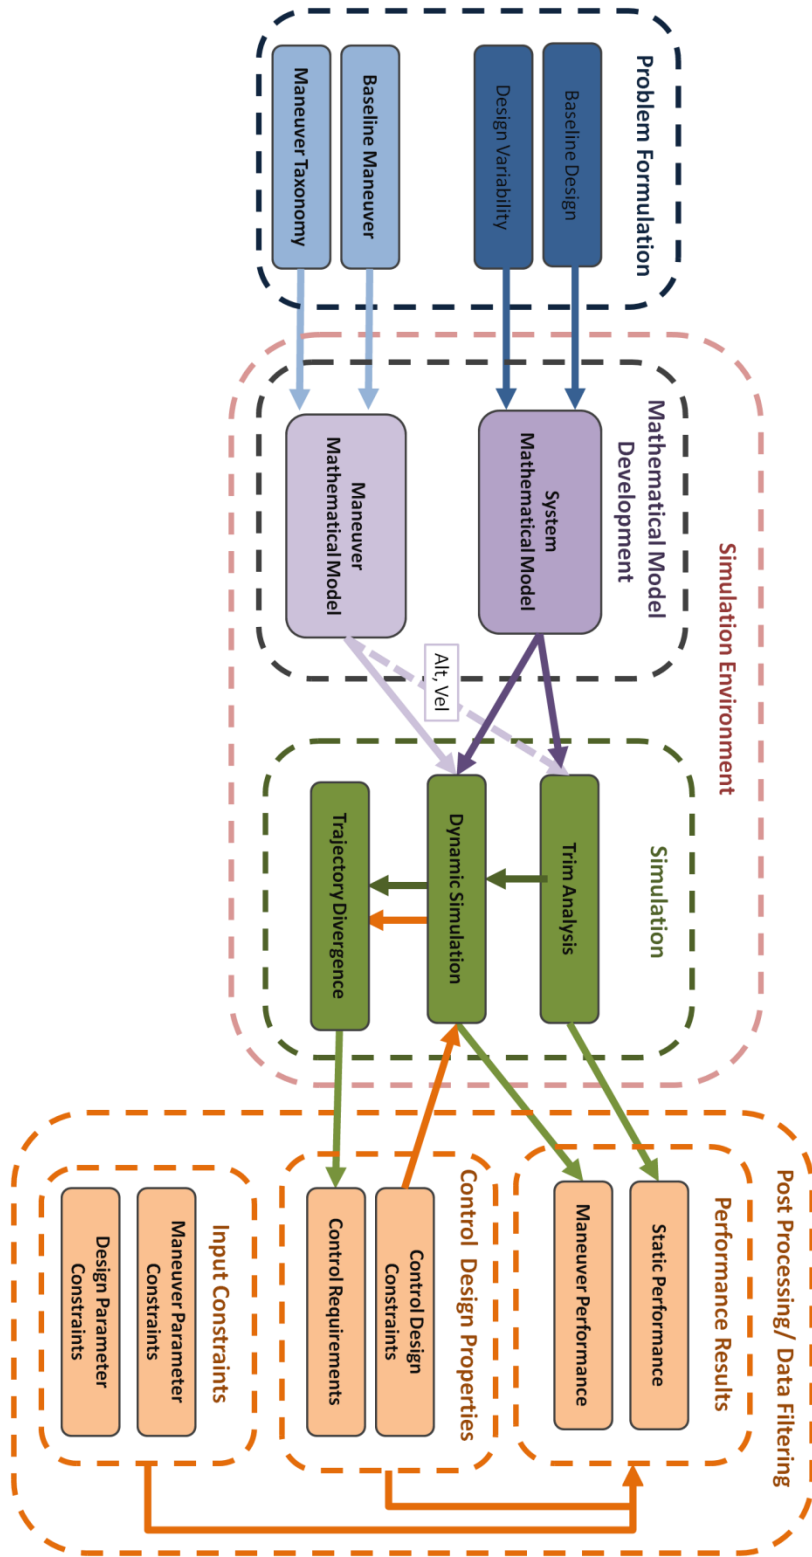 Problem Formulation
Baseline Design
Design Variability
Baseline Maneuver
Maneuver Taxonomy
Simulation Environment
Mathematical Model
Development
System
Mathematical Model
Maneuver
Mathematical Model
Alt, Vel
Simulation
Trim Analysis
Dynamic Simulation
Trajectory Divergence
Post Processing/ Data Filtering
Performance Results
Static Performance
Maneuver Performance
Control Design Properties
Control Design
Constraints
Control Requirements
Input Constraints
Maneuver Parameter
Constraints
Design Parameter
Constraints